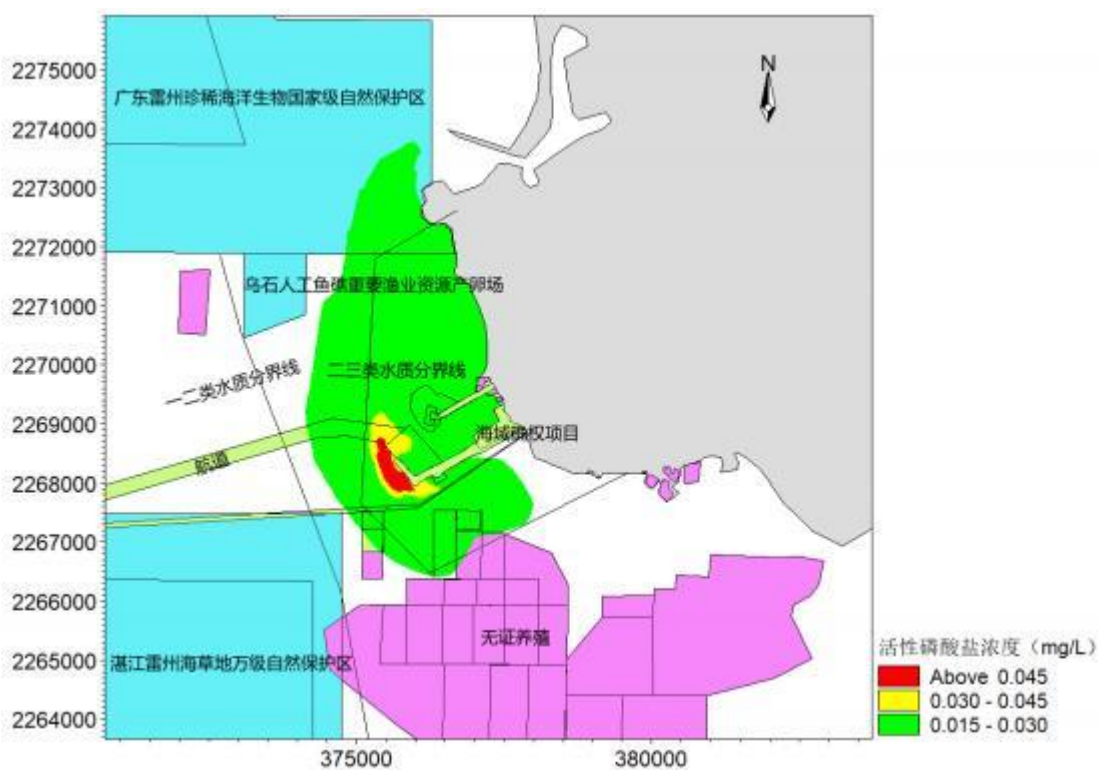 2275000
2274000
2273000
2272000
2271000
2270000
2269000
2268000
2267000
2266000
2265000
2264000
N
广东雷州珍稀海洋生物国家级自然保护区
乌石人工鱼礁重要渔业资源产卵场
二三类水质分界线
一二类水质分界线
海域确权项目
航道
无证养殖
湛江雷州海草地万级自然保护区
375000
380000
活性磷酸盐浓度（mg/L）
Above 0.045
0.030 - 0.045
0.015 - 0.030